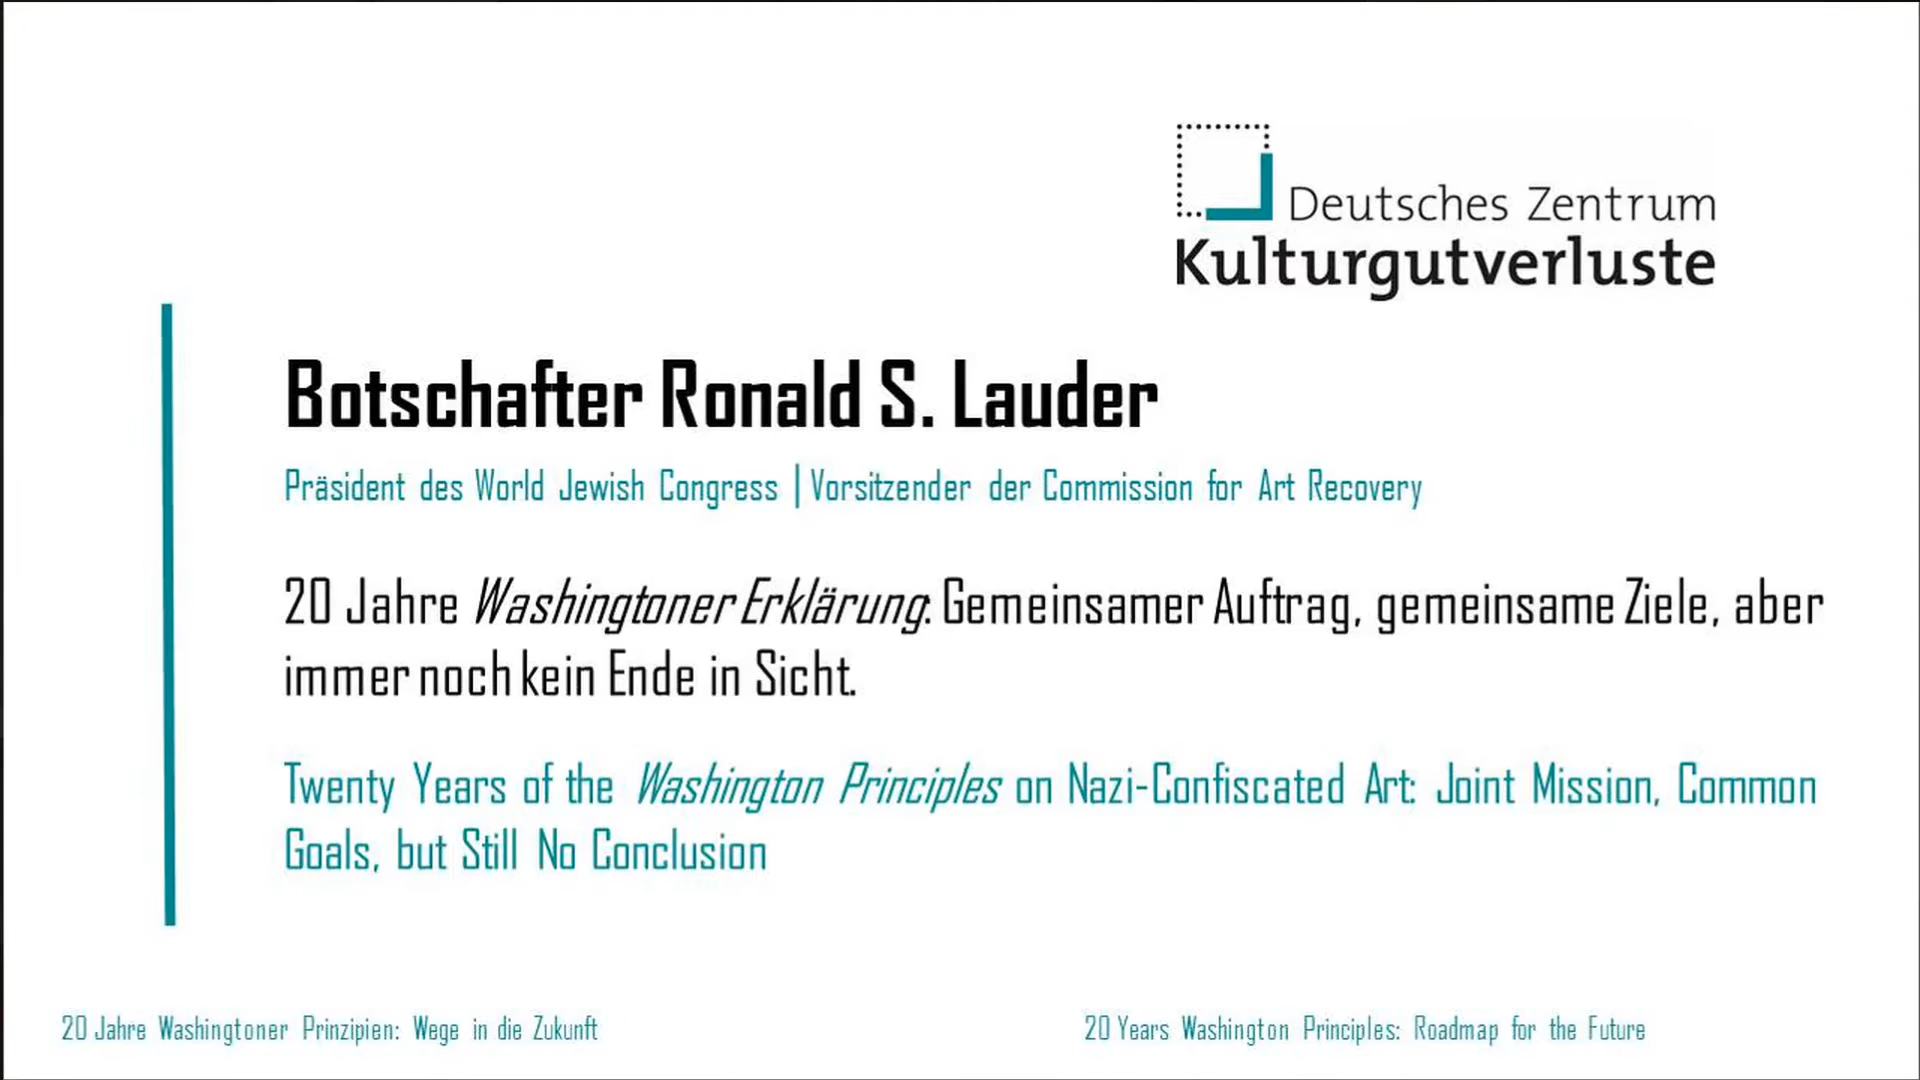 Deutsches Zentrum
Kulturgutverluste
Botschafter Ronald S. Lauder
Präsident des World Jewish Congress | Vorsitzender der Commission for Art Recovery
20 Jahre Washingtoner Erklärung: Gemeinsamer Auftrag, gemeinsame Ziele, aber
immer noch kein Ende in Sicht.
Twenty Years of the Washington Principles on Nazi-Confiscated Art: Joint Mission, Common
Goals, but Still No Conclusion
20 Jahre Washingtoner Prinzipien: Wege in die Zukunft
20 Years Washington Principles: Roadmap for the Future